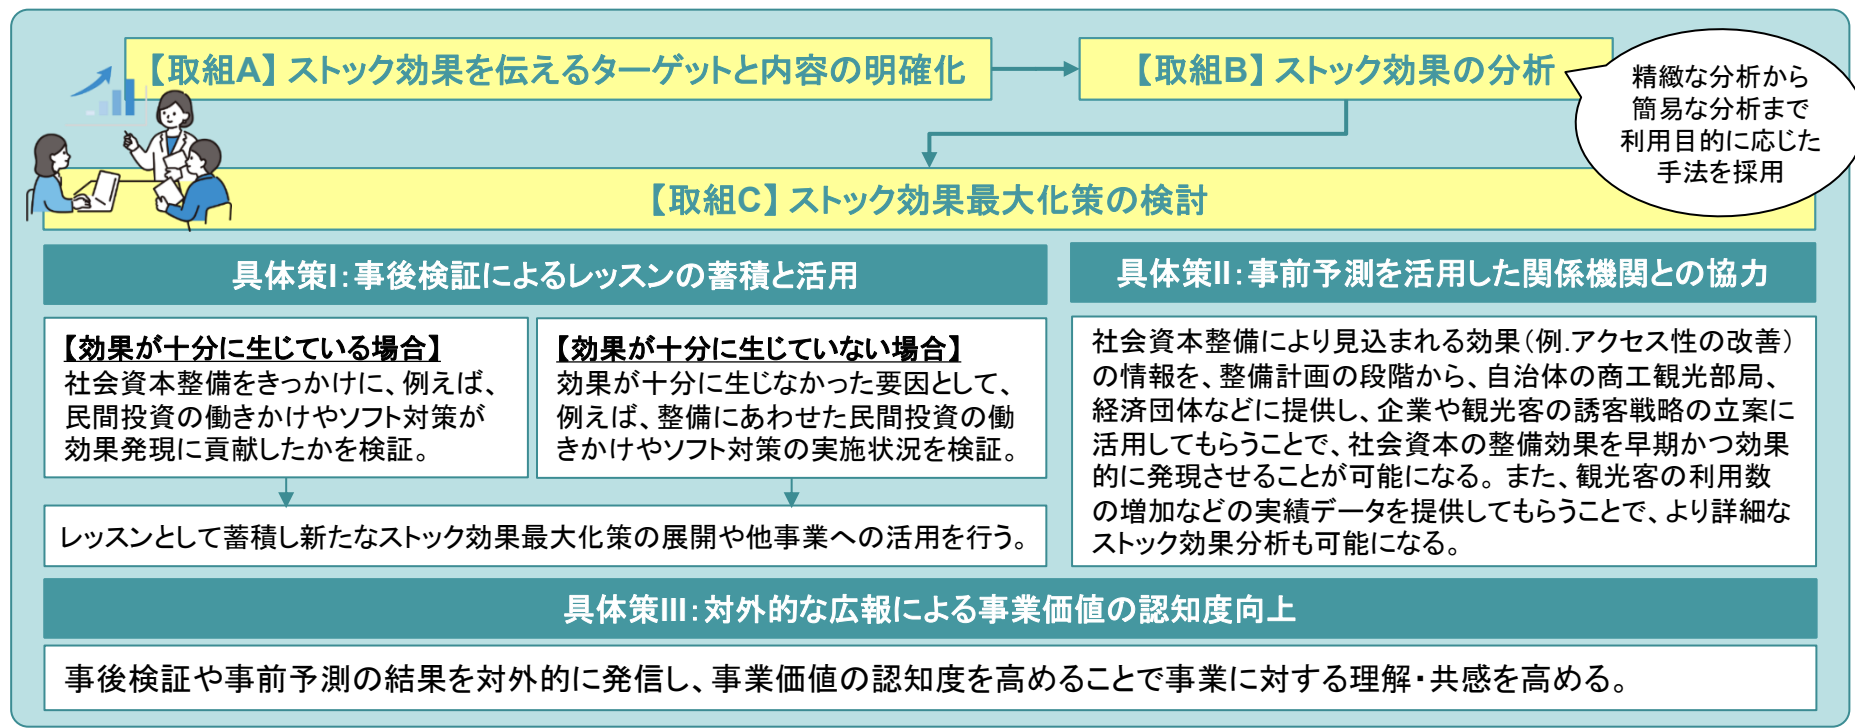 【取組A】ストック効果を伝えるターゲットと内容の明確化
【取組B】ストック効果の分析
精緻な分析から
簡易な分析まで
利用目的に応じた
手法を採用
【取組C】ストック効果最大化策の検討
具体策I：事後検証によるレッスンの蓄積と活用
【効果が十分に生じている場合】
社会資本整備をきっかけに、例えば、
民間投資の働きかけやソフト対策が
効果発現に貢献したかを検証。
【効果が十分に生じていない場合】
効果が十分に生じなかった要因として、
例えば、整備にあわせた民間投資の働
きかけやソフト対策の実施状況を検証。
レッスンとして蓄積し新たなストック効果最大化策の展開や他事業への活用を行う。
具体策II：事前予測を活用した関係機関との協力
社会資本整備により見込まれる効果（例.アクセス性の改善）
の情報を、整備計画の段階から、自治体の商工観光部局、
経済団体などに提供し、企業や観光客の誘客戦略の立案に
活用してもらうことで、社会資本の整備効果を早期かつ効果
的に発現させることが可能になる。また、観光客の利用数
の増加などの実績データを提供してもらうことで、より詳細な
ストック効果分析も可能になる。
具体策III：対外的な広報による事業価値の認知度向上
事後検証や事前予測の結果を対外的に発信し、事業価値の認知度を高めることで事業に対する理解・共感を高める。